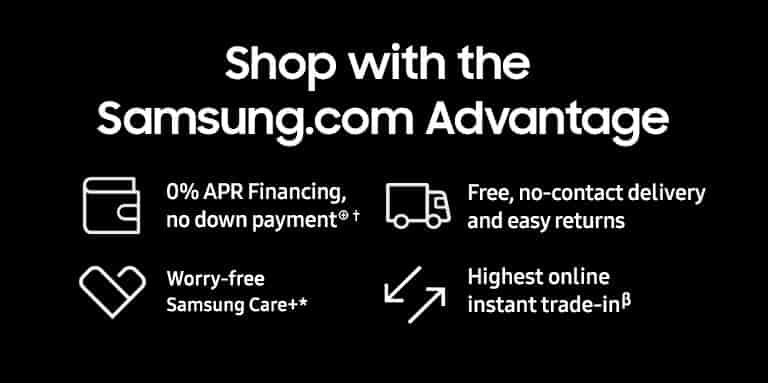 Shop with the
Samsung.com Advantage
0% APR Financing,
no down payment⊕ †
Free, no-contact delivery
and easy returns
Worry-free
Samsung Care+*
Highest online
instant trade-inβ